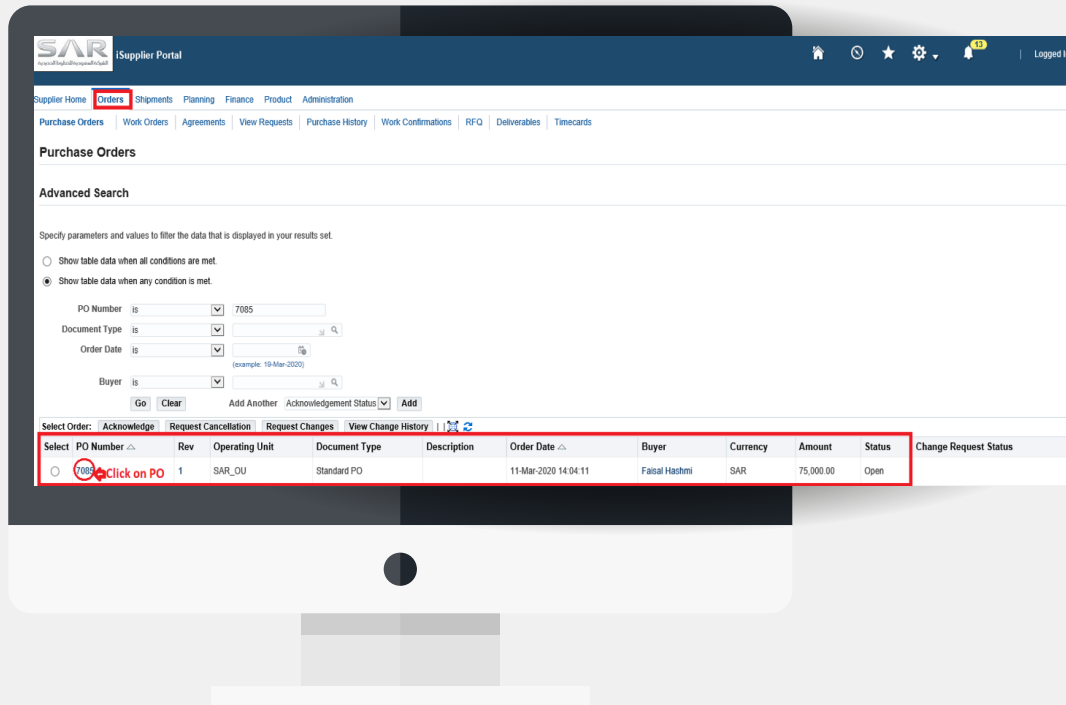 SAR iSupplier Portal
13
Logged I
Supplier Home Orders Shipments Planning Finance Product Administration
Purchase Orders Work Orders Agreements View Requests Purchase History Work Confirmations RFQ Deliverables Timecards
Purchase Orders
Advanced Search
Specify parameters and values to filter the data that is displayed in your results set.
Show table data when all conditions are met.
Show table data when any condition is met.
PO Number is 7085
Document Type is
Order Date is
(example: 19-Mar-2020)
Buyer is
Go Clear Add Another Acknowledgement Status Add
Select Order: Acknowledge Request Cancellation Request Changes View Change History
Select PO Number Rev Operating Unit Document Type Description Order Date Buyer Currency Amount Status Change Request Status
7085 Click on PO 1 SAR_OU Standard PO 11-Mar-2020 14:04:11 Faisal Hashmi SAR 75,000.00 Open